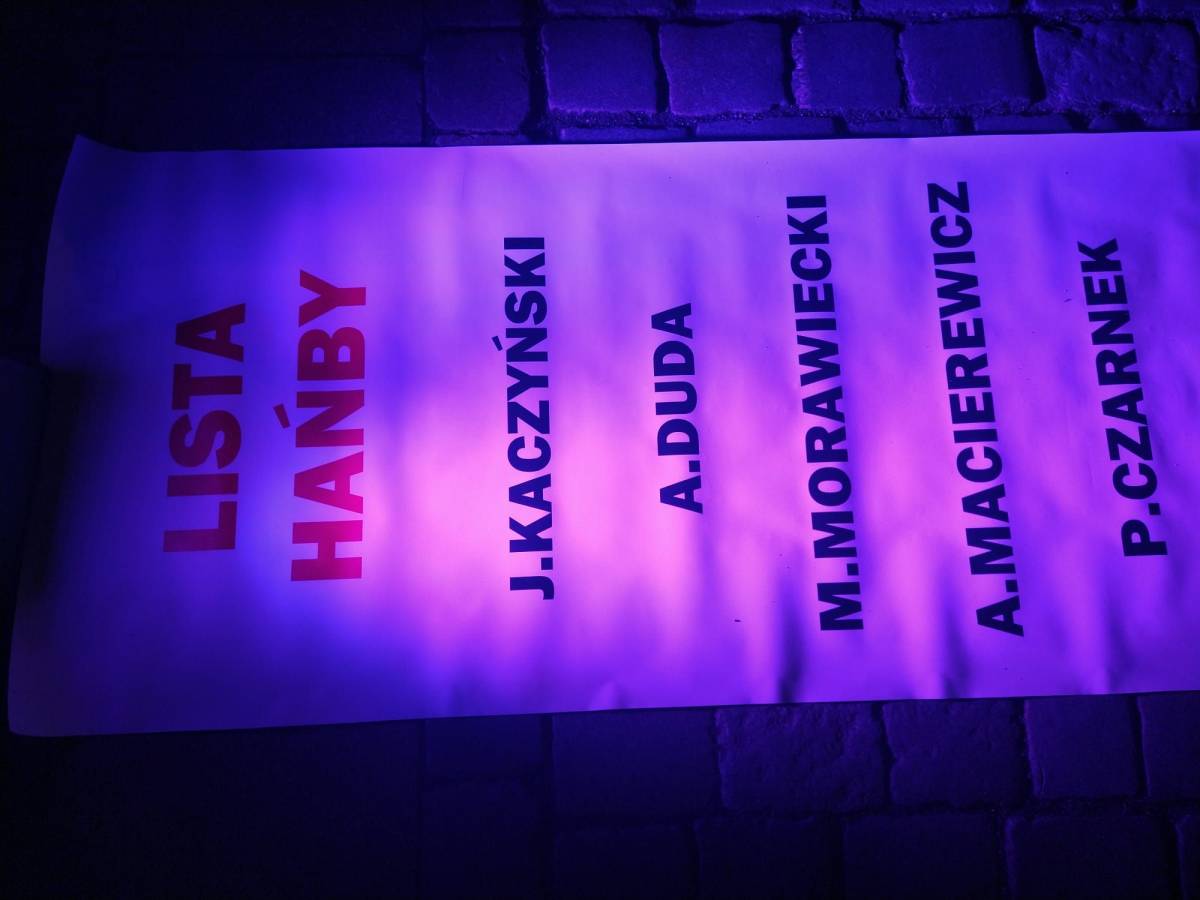 LISTA
HAŃBY
J.KACZYŃSKI
A.DUDA
M.MORAWIECKI
A.MACIEREWICZ
P.CZARNEK